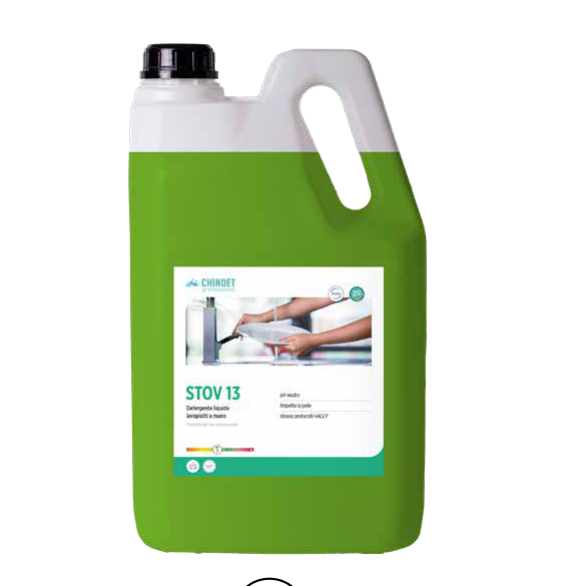 CHINDET
STOV 13
Detergente liquido
lavapiatti a mano
pH neutro
Rispetta la pelle
Idoneo protocolli HACCP